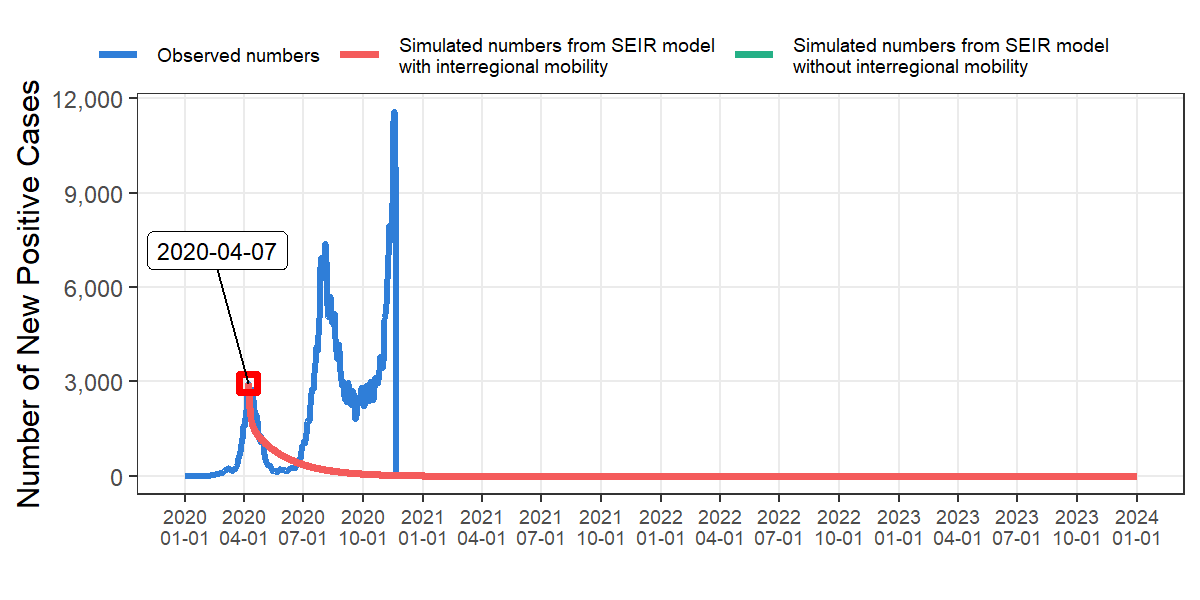 Observed numbers
Simulated numbers from SEIR model
with interregional mobility
Simulated numbers from SEIR model
without interregional mobility
Number of New Positive Cases
12,000
9,000
6,000
3,000
0
2020-04-07
2020 2020 2020 2020 2021 2021 2021 2021 2022 2022 2022 2022 2023 2023 2023 2023 2024
01-01 04-01 07-01 10-01 01-01 04-01 07-01 10-01 01-01 04-01 07-01 10-01 01-01 04-01 07-01 10-01 01-01